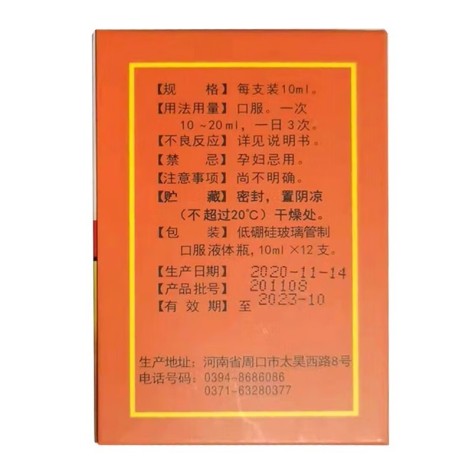 【规　　格】 每支装10ml。
【用法用量】 口服。一次
10~20ml，一日3次。
【不良反应】 详见说明书。
【禁　　忌】 孕妇忌用。
【注意事项】 尚不明确。
【贮　　藏】 密封，置阴凉
（不超过20℃）干燥处。
【包　　装】 低硼硅玻璃管制
口服液体瓶，10ml×12支。
【生产日期】 2020-11-14
【产品批号】 201108
【有 效 期】 至 2023-10
生产地址：河南省周口市太昊西路8号
电话号码：0394-8686086
0371-63280377